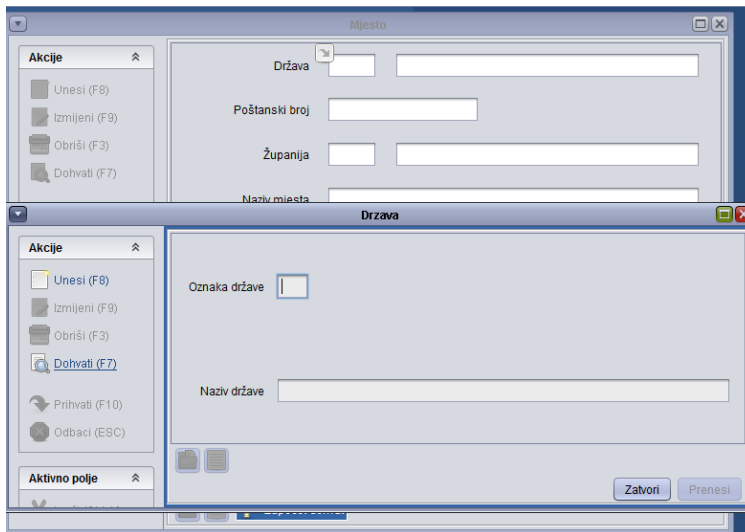 Mjesto
Akcije
Unesi (F8)
Izmijeni (F9)
Obriši (F3)
Dohvati (F7)
Država
Poštanski broj
Županija
Naziv mjesta
Drzava
Akcije
Unesi (F8)
Izmijeni (F9)
Obriši (F3)
Dohvati (F7)
Prihvati (F10)
Odbaci (ESC)
Aktivno polje
Oznaka države
Naziv države
Zatvori
Prenesi